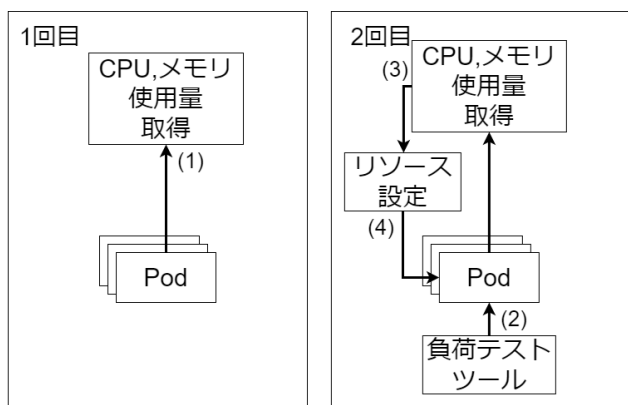 1回目
CPU,メモリ
使用量
取得
(1)
Pod
2回目
CPU,メモリ
使用量
取得
(3)
リソース
設定
(4)
Pod
(2)
負荷テスト
ツール